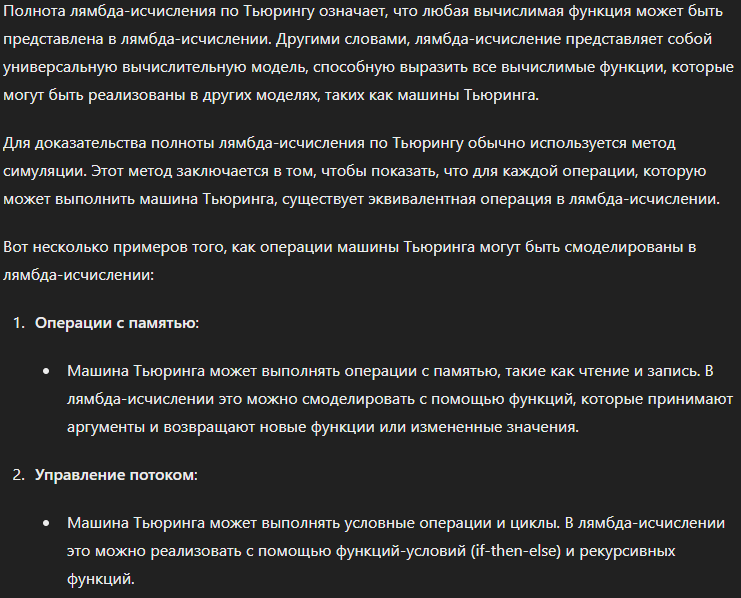 Полнота лямбда-исчисления по Тьюрингу означает, что любая вычислимая функция может быть
представлена в лямбда-исчислении. Другими словами, лямбда-исчисление представляет собой
универсальную вычислительную модель, способную выразить все вычислимые функции, которые
могут быть реализованы в других моделях, таких как машины Тьюринга.
Для доказательства полноты лямбда-исчисления по Тьюрингу обычно используется метод
симуляции. Этот метод заключается в том, чтобы показать, что для каждой операции, которую
может выполнить машина Тьюринга, существует эквивалентная операция в лямбда-исчислении.
Вот несколько примеров того, как операции машины Тьюринга могут быть смоделированы в
лямбда-исчислении:
1. Операции с памятью:
• Машина Тьюринга может выполнять операции с памятью, такие как чтение и запись. В
лямбда-исчислении это можно смоделировать с помощью функций, которые принимают
аргументы и возвращают новые функции или измененные значения.
2. Управление потоком:
• Машина Тьюринга может выполнять условные операции и циклы. В лямбда-исчислении
это можно реализовать с помощью функций-условий (if-then-else) и рекурсивных
функций.